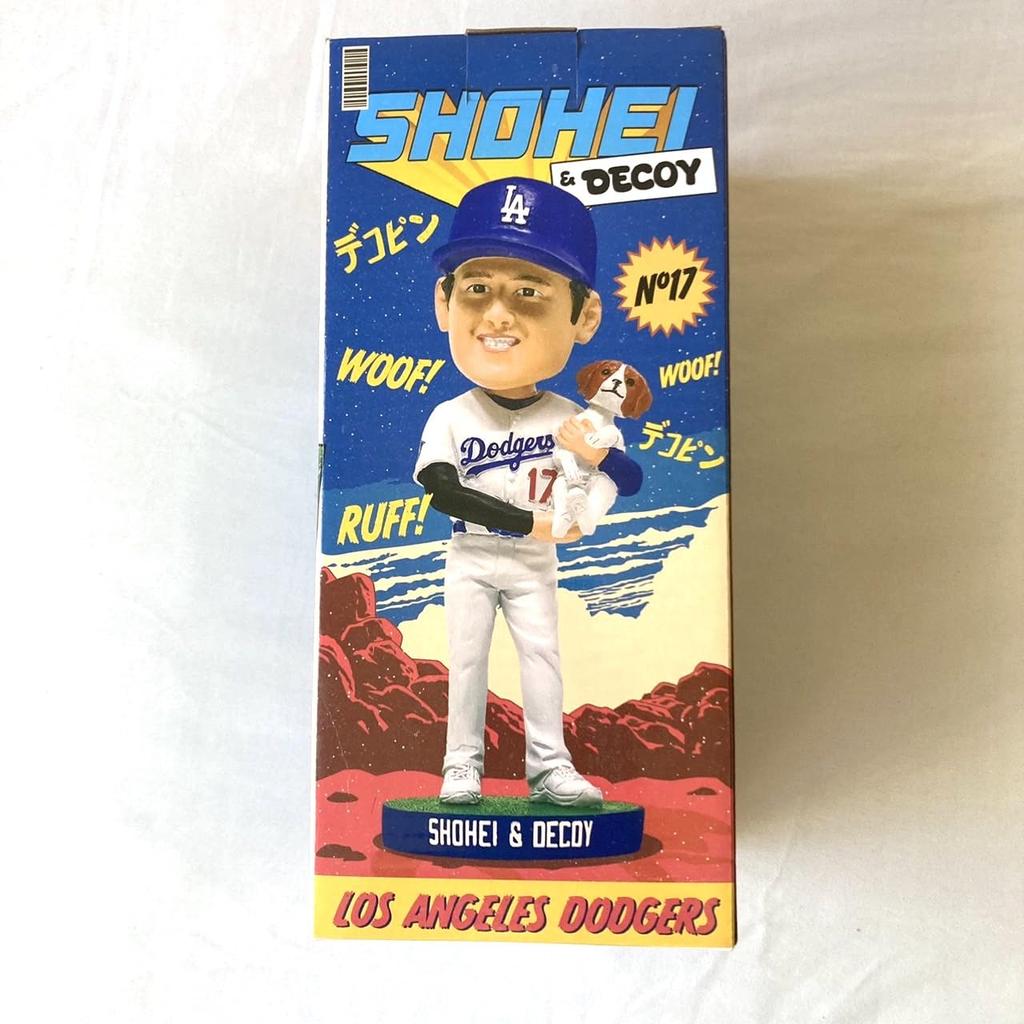 SHOHEI
& DECOY
LA
デコピン
Nº17
WOOF!
WOOF!
Dodgers
17
デコピン
RUFF!
SHOHEI & DECOY
LOS ANGELES DODGERS